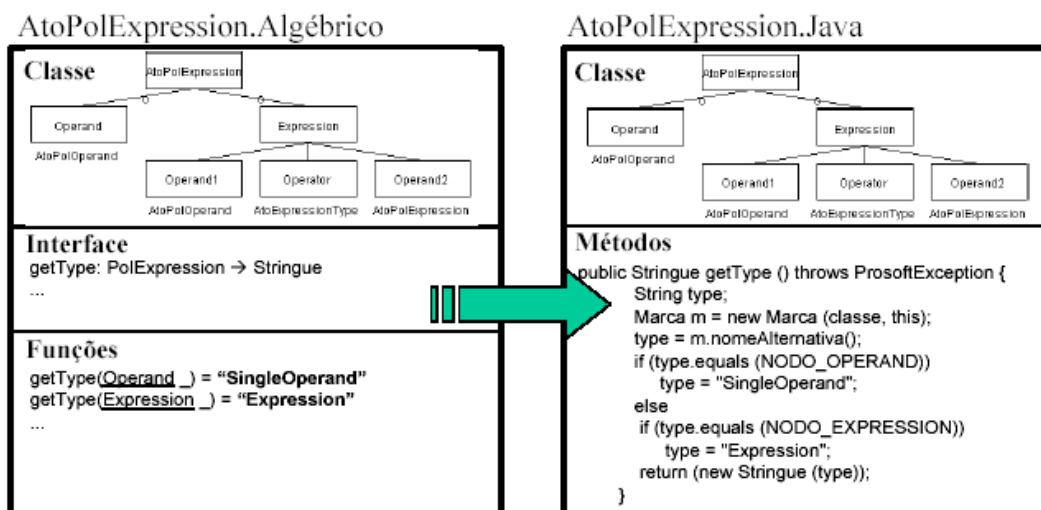 AtoPolExpression.Algébrico
Classe
AtoPolExpression
Operand
Expression
AtoPolOperand
Operand1
Operator
Operand2
AtoPolOperand
AtoExpressionType
AtoPolExpression
Interface
getType: PolExpression → Stringue
...
Funções
getType(Operand _) = “SingleOperand”
getType(Expression _) = “Expression”
...
AtoPolExpression.Java
Classe
AtoPolExpression
Operand
Expression
AtoPolOperand
Operand1
Operator
Operand2
AtoPolOperand
AtoExpressionType
AtoPolExpression
Métodos
public Stringue getType () throws ProsoftException {
String type;
Marca m = new Marca (classe, this);
type = m.nomeAlternativa();
if (type.equals (NODO_OPERAND))
type = "SingleOperand";
else
if (type.equals (NODO_EXPRESSION))
type = "Expression";
return (new Stringue (type));
}